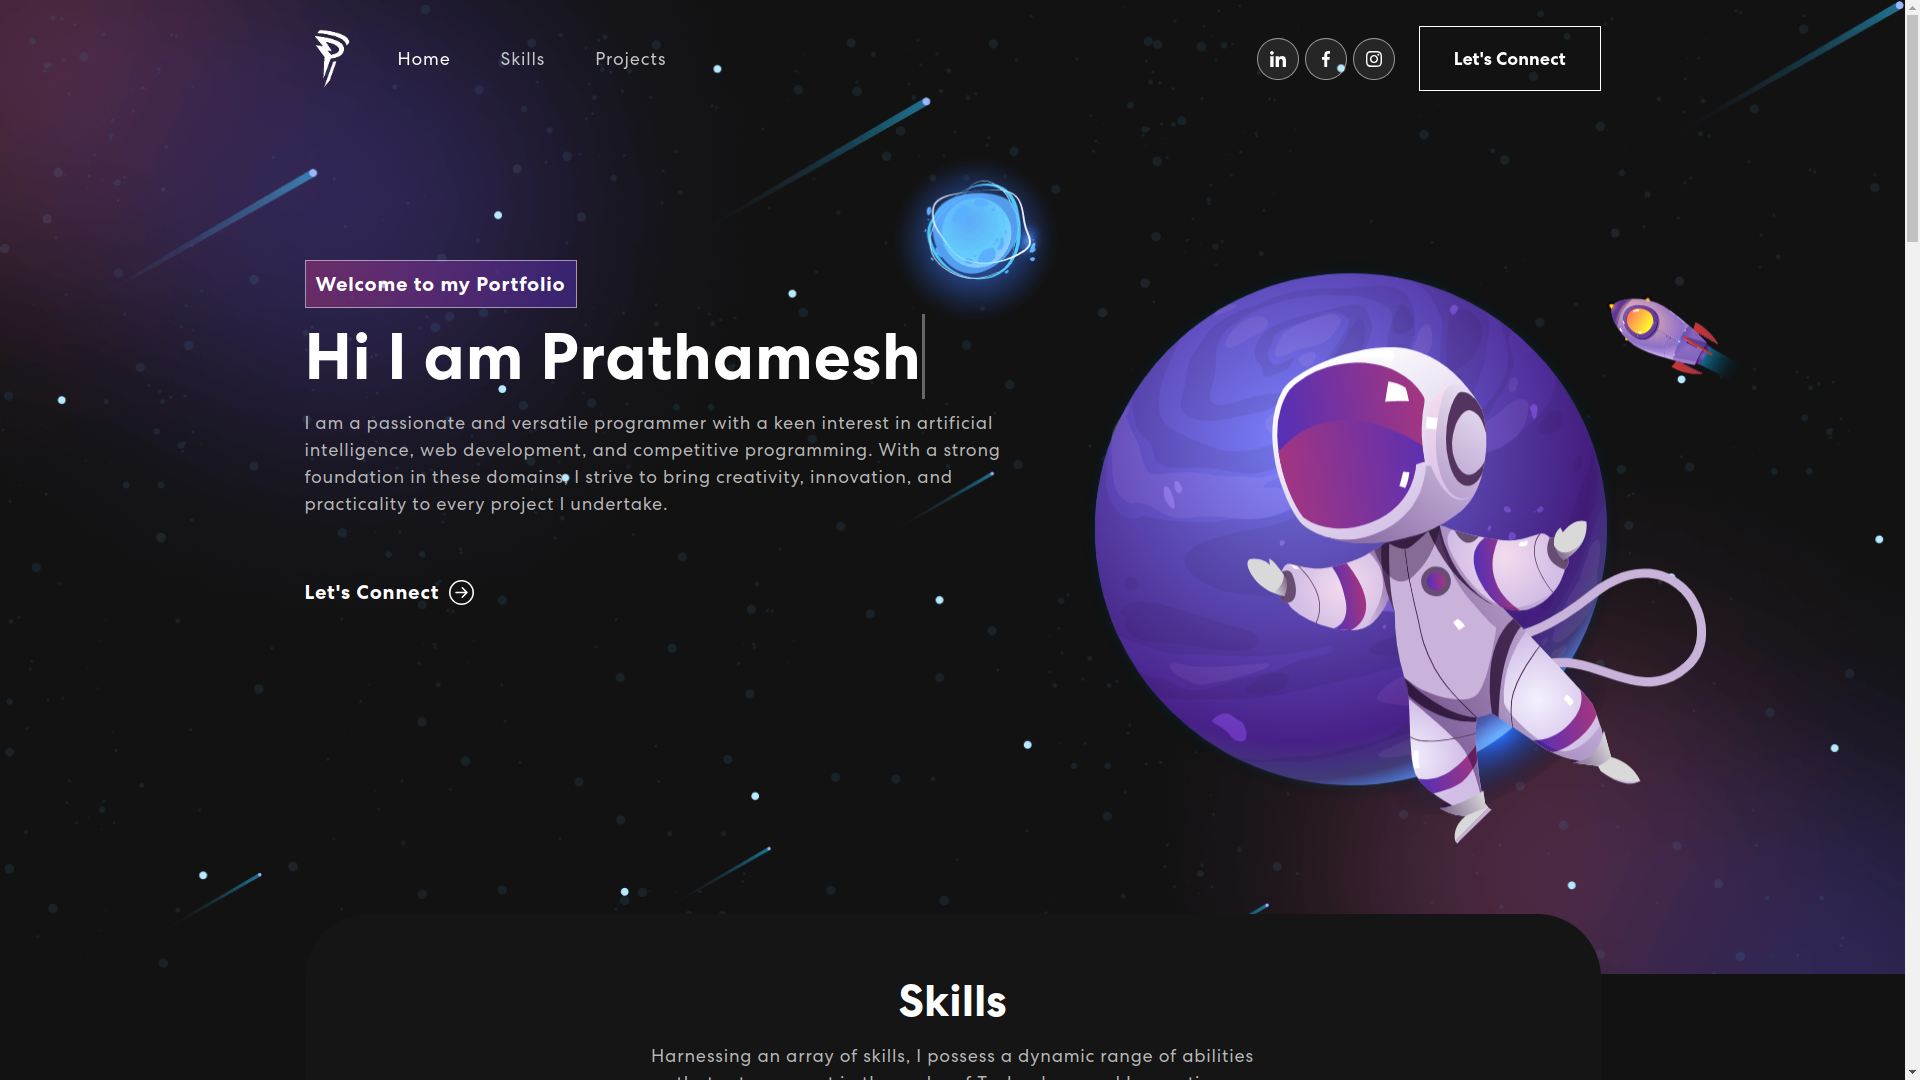 Home
Skills
Projects
Let's Connect
Welcome to my Portfolio
Hi I am Prathamesh
I am a passionate and versatile programmer with a keen interest in artificial
intelligence, web development, and competitive programming. With a strong
foundation in these domains, I strive to bring creativity, innovation, and
practicality to every project I undertake.
Let's Connect
Skills
Harnessing an array of skills, I possess a dynamic range of abilities